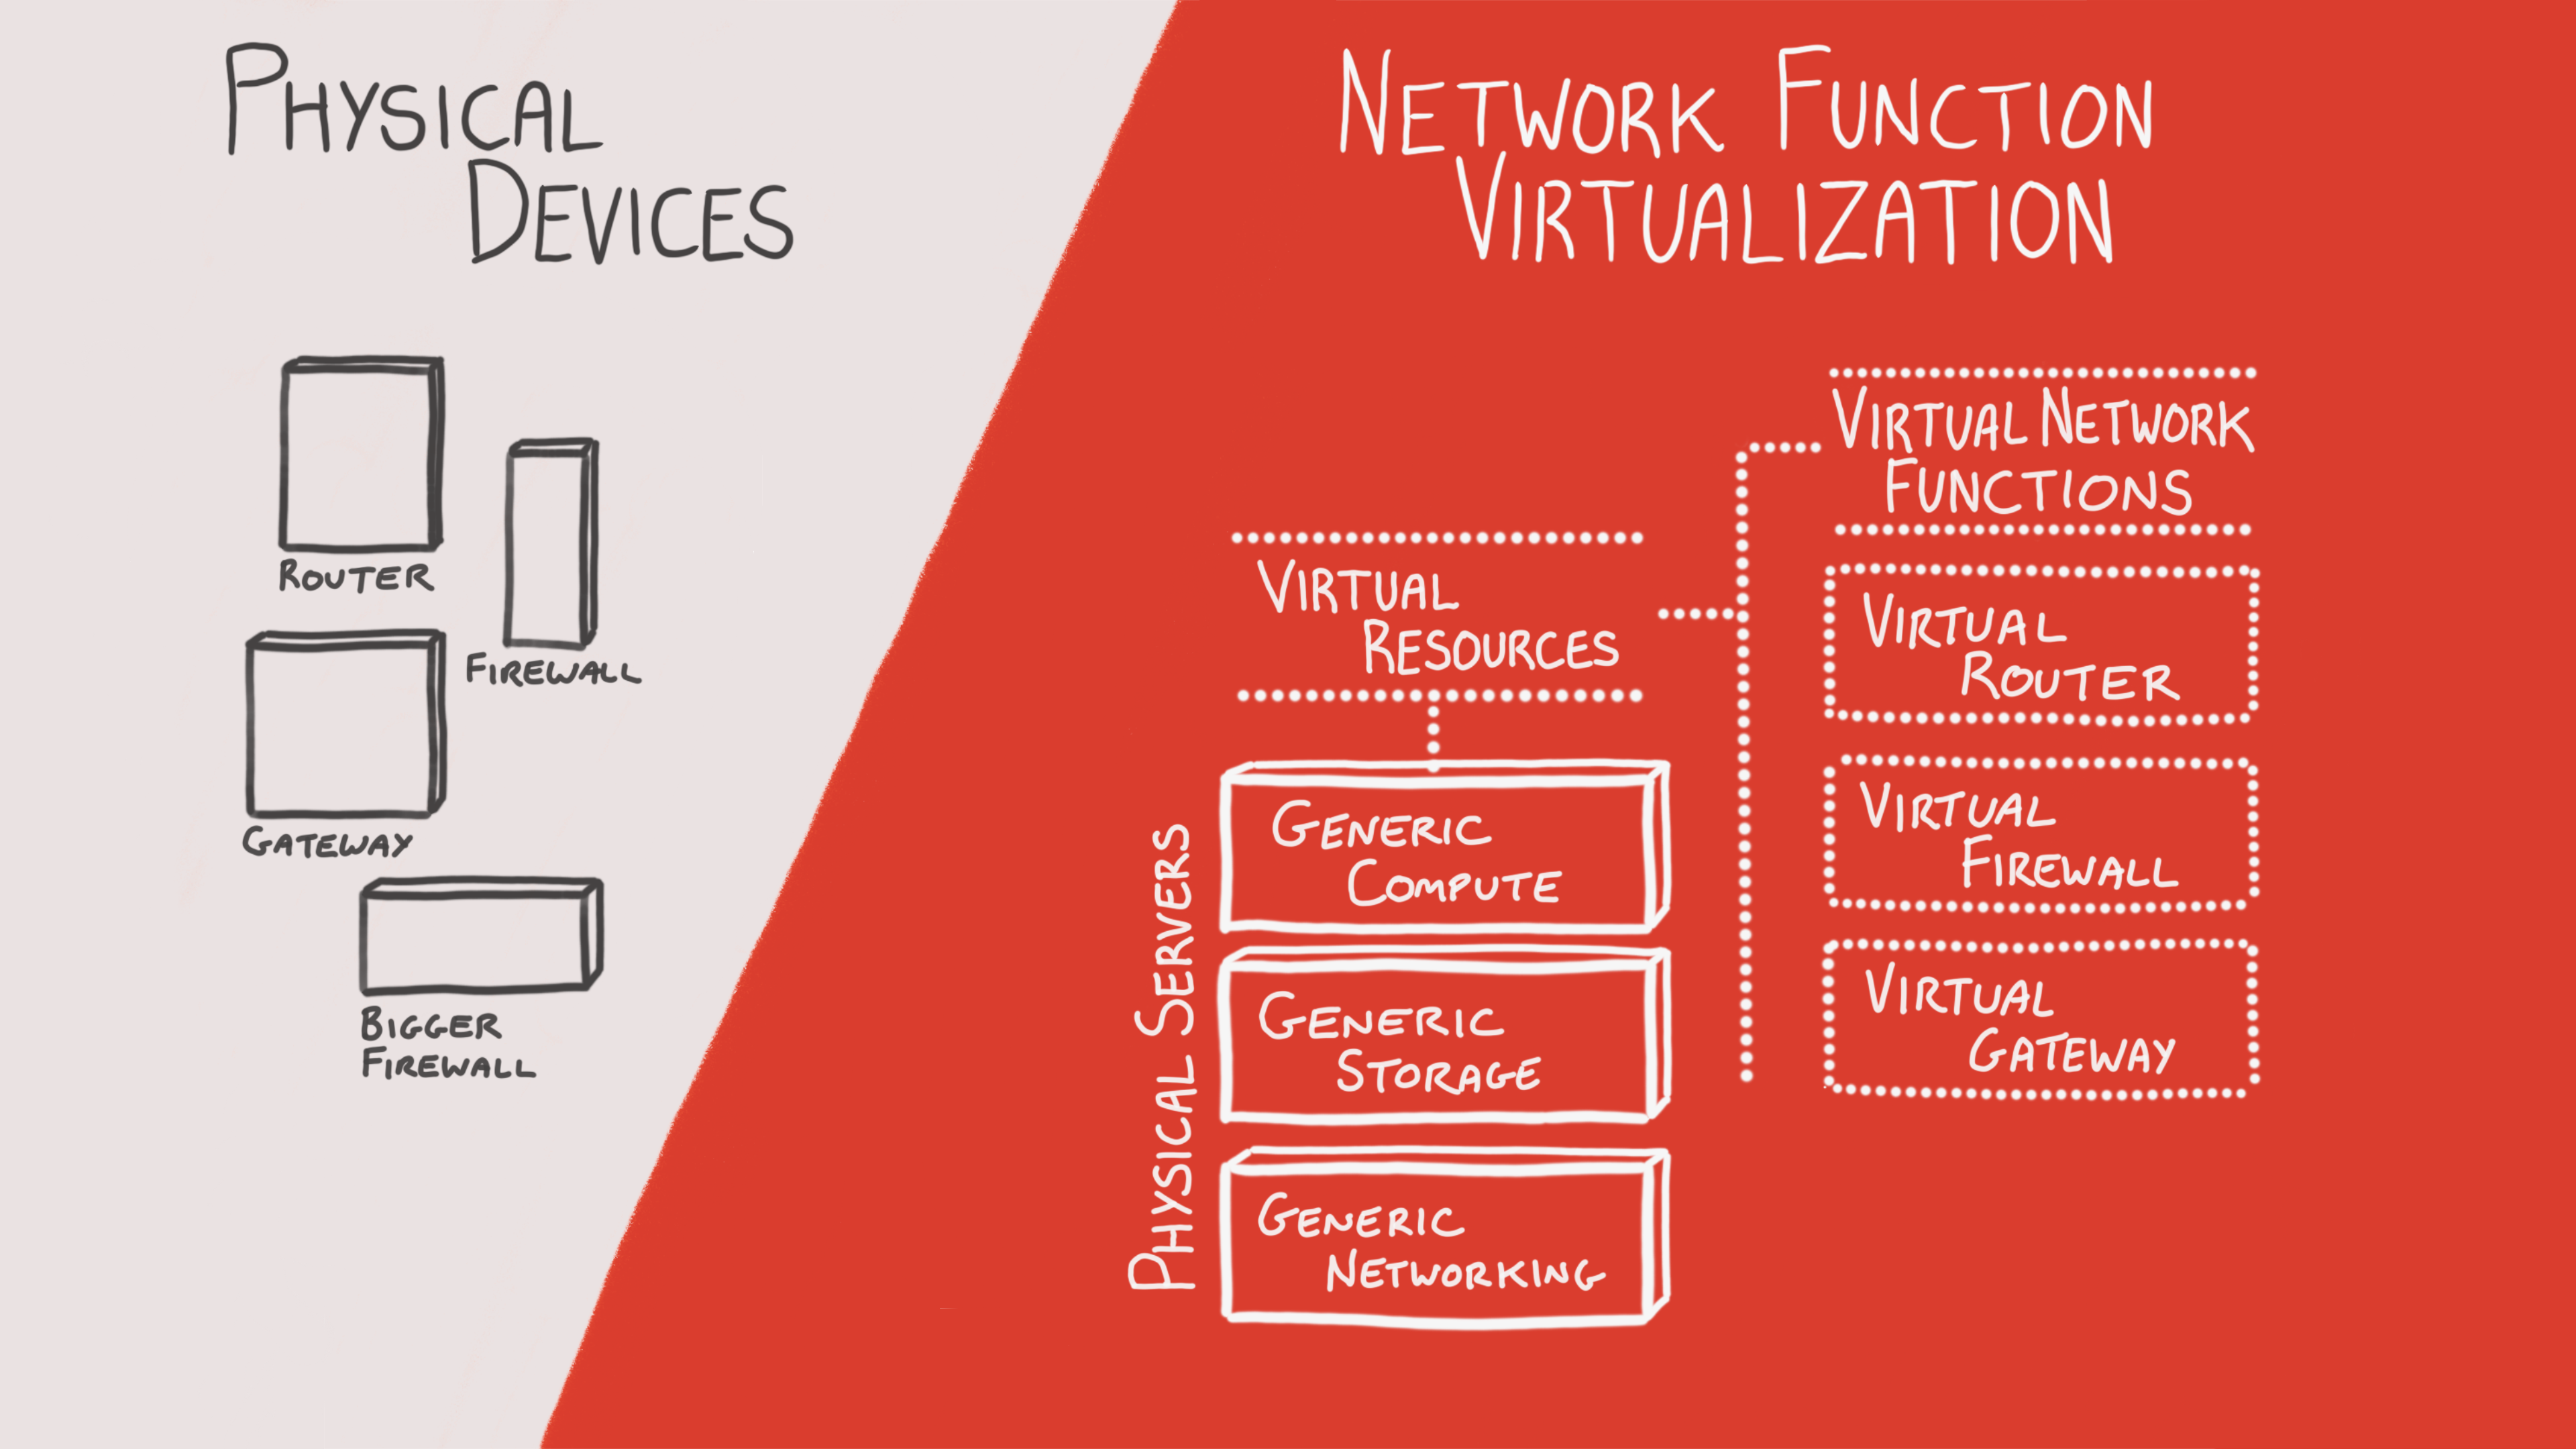 PHYSICAL
DEVICES
ROUTER
FIREWALL
GATEWAY
BIGGER
FIREWALL
NETWORK FUNCTION
VIRTUALIZATION
VIRTUAL
RESOURCES
PHYSICAL SERVERS
GENERIC
COMPUTE
GENERIC
STORAGE
GENERIC
NETWORKING
VIRTUAL NETWORK
FUNCTIONS
VIRTUAL
ROUTER
VIRTUAL
FIREWALL
VIRTUAL
GATEWAY